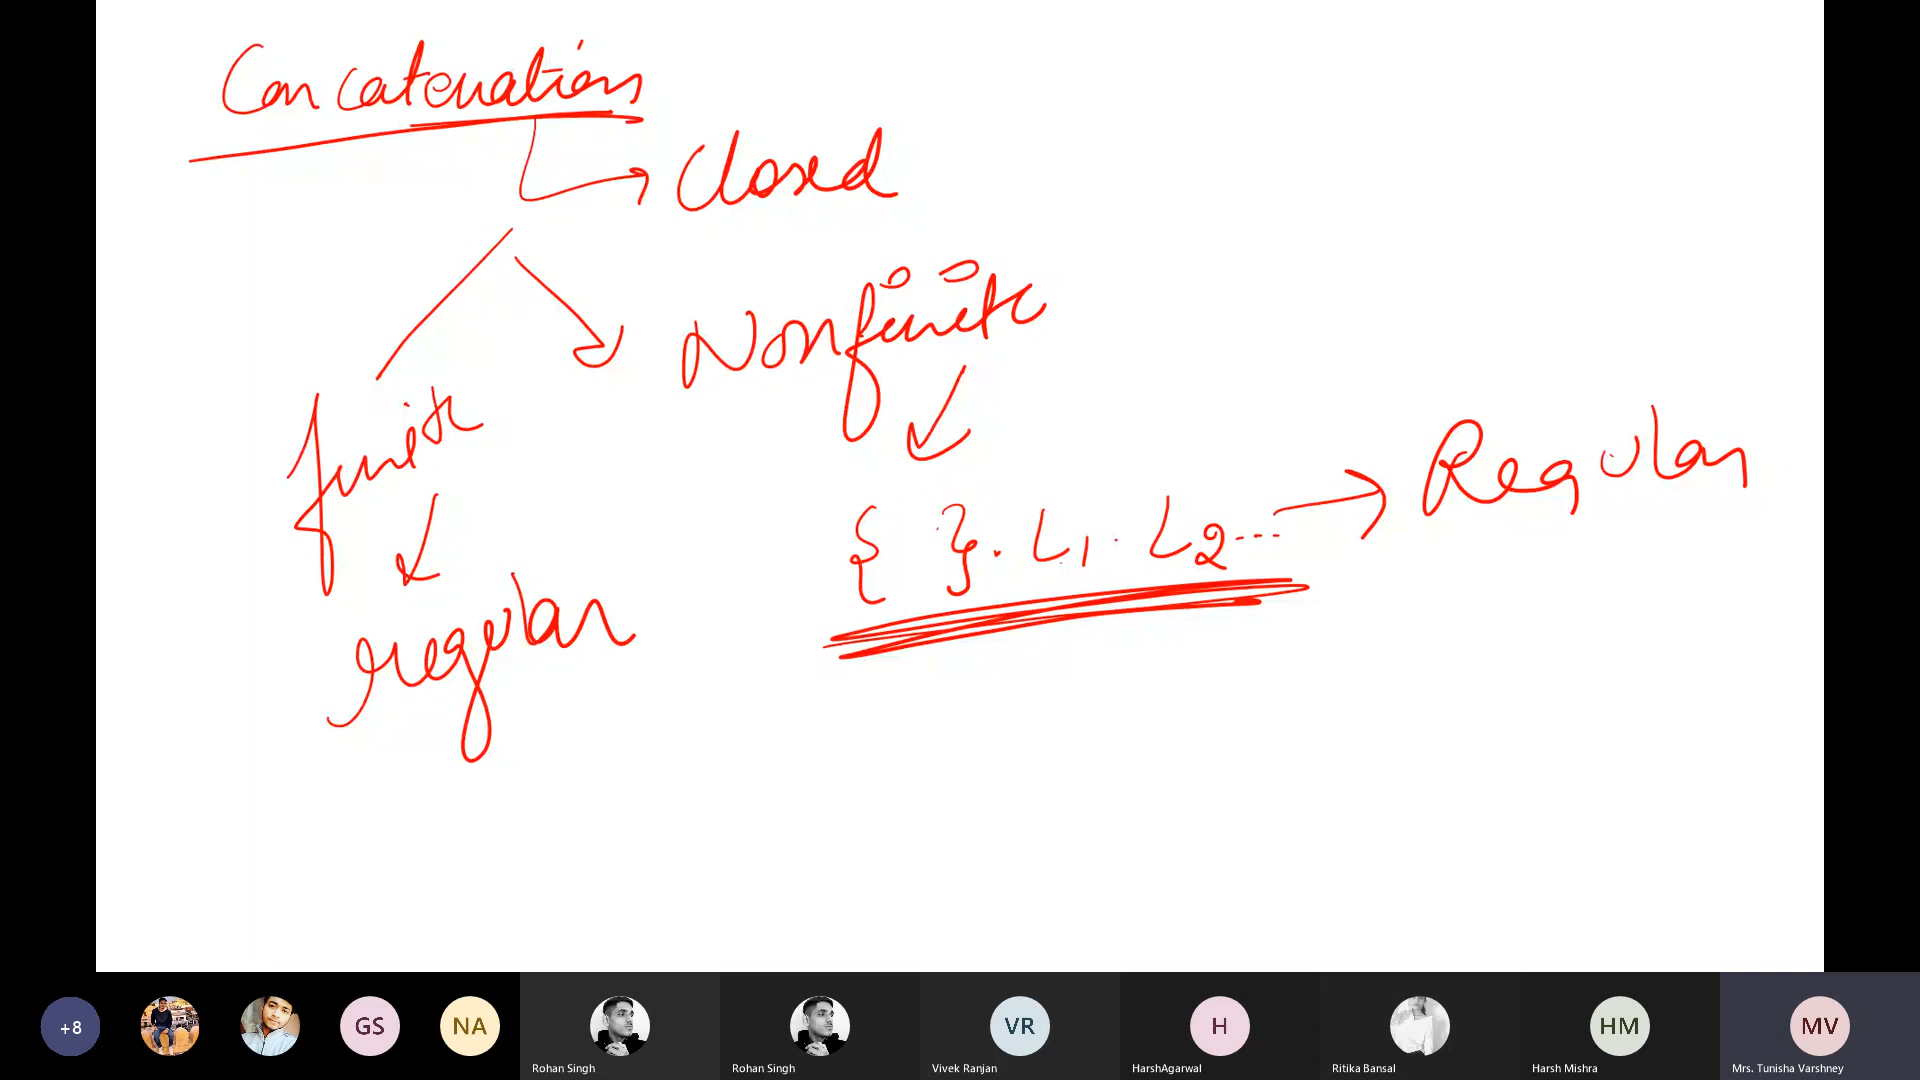 Concatenation
Closed
Nonfinite
finite
Regular
{ }. L1. L2...
regular
+8
GS
NA
VR
H
HM
MV
Rohan Singh
Rohan Singh
Vivek Ranjan
HarshAgarwal
Ritika Bansal
Harsh Mishra
Mrs. Tunisha Varshney